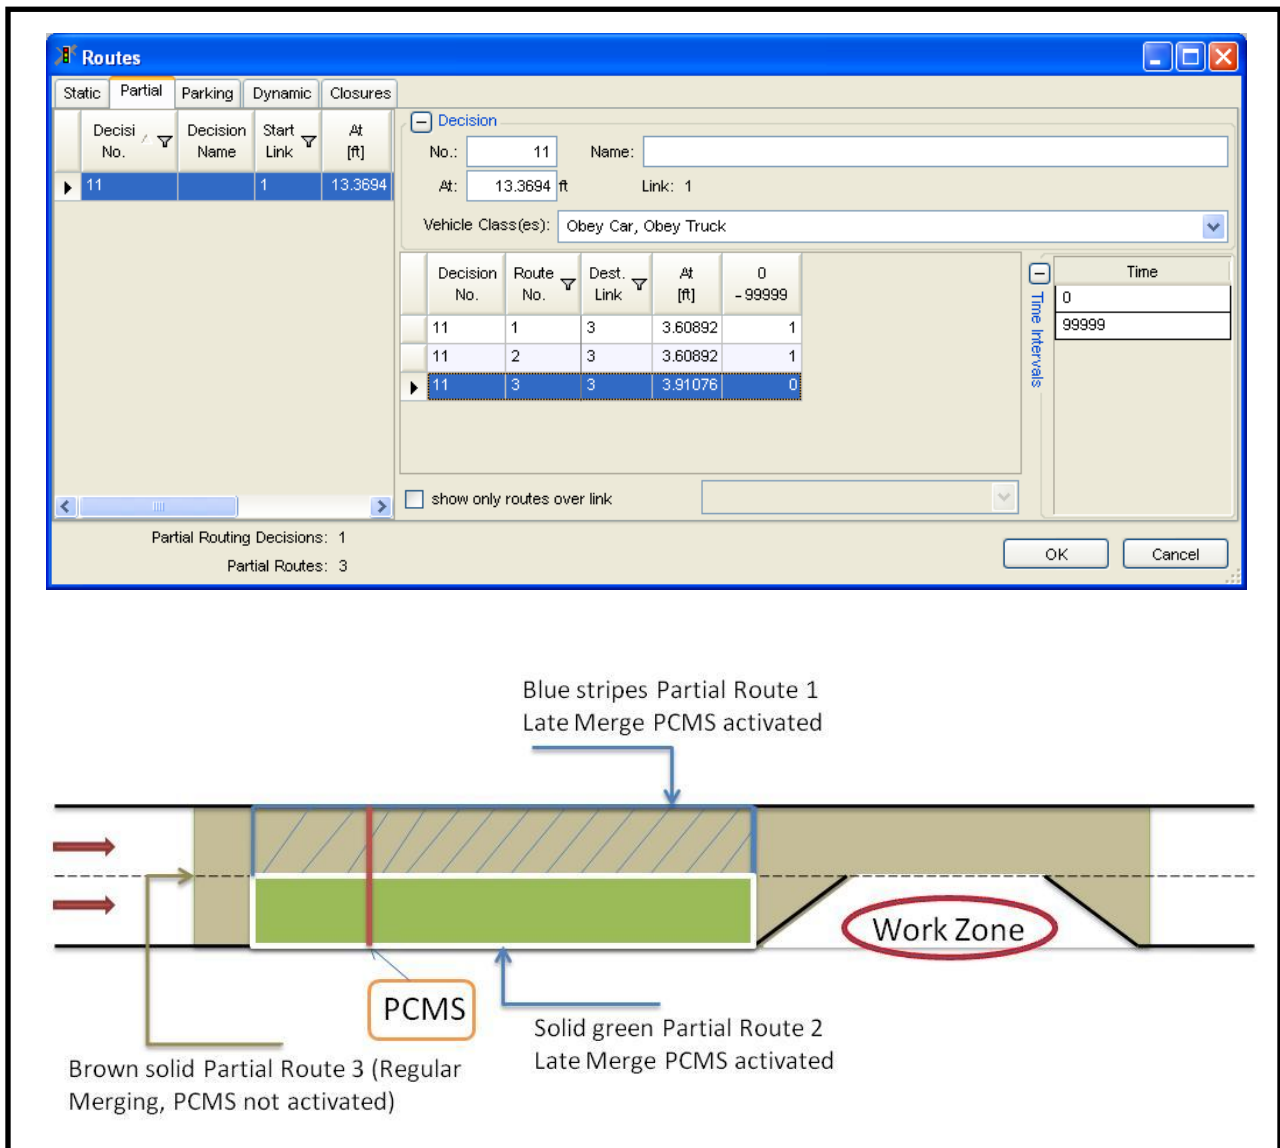 Routes
Static Partial Parking Dynamic Closures
Decisi No. Decision Name Start Link At [ft]
11 1 13.3694
Decision
No.: 11 Name:
At: 13.3694 ft Link: 1
Vehicle Class(es): Obey Car, Obey Truck
Decision No. Route No. Dest. Link At [ft] 0 - 99999
11 1 3 3.60892 1
11 2 3 3.60892 1
11 3 3 3.91076 0
Time Intervals
Time
0
99999
show only routes over link
Partial Routing Decisions: 1
Partial Routes: 3
OK Cancel
Blue stripes Partial Route 1
Late Merge PCMS activated
Work Zone
PCMS
Solid green Partial Route 2
Late Merge PCMS activated
Brown solid Partial Route 3 (Regular
Merging, PCMS not activated)